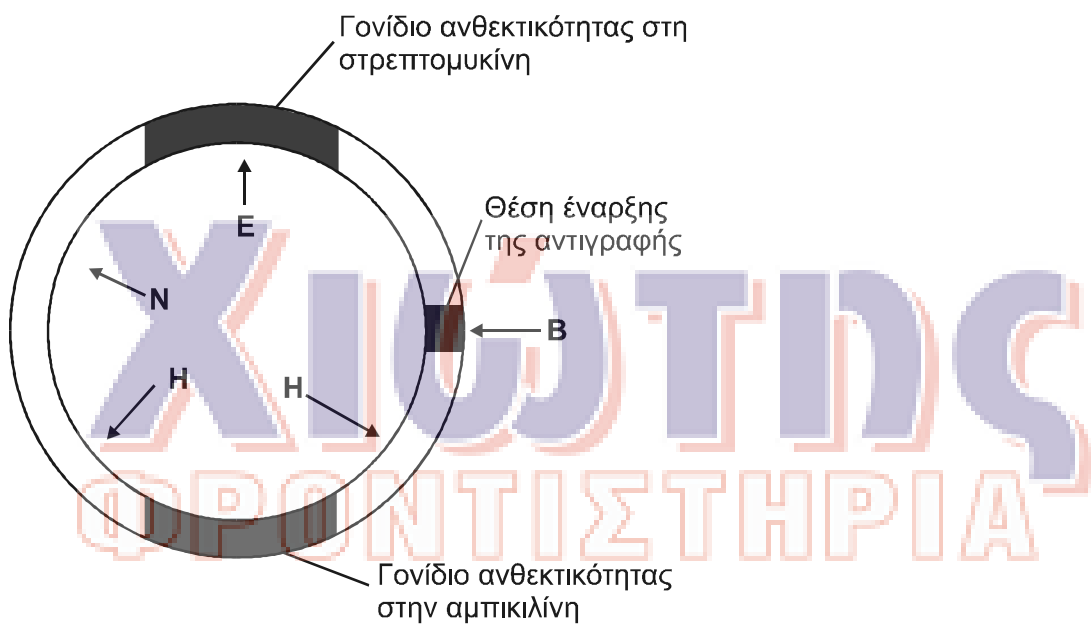 Γονίδιο ανθεκτικότητας στη
στρεπτομυκίνη
Ε
Θέση έναρξης
της αντιγραφής
Ν
Β
Η
Η
Χιώτης
ΦΡΟΝΤΙΣΤΗΡΙΑ
Γονίδιο ανθεκτικότητας
στην αμπικιλίνη